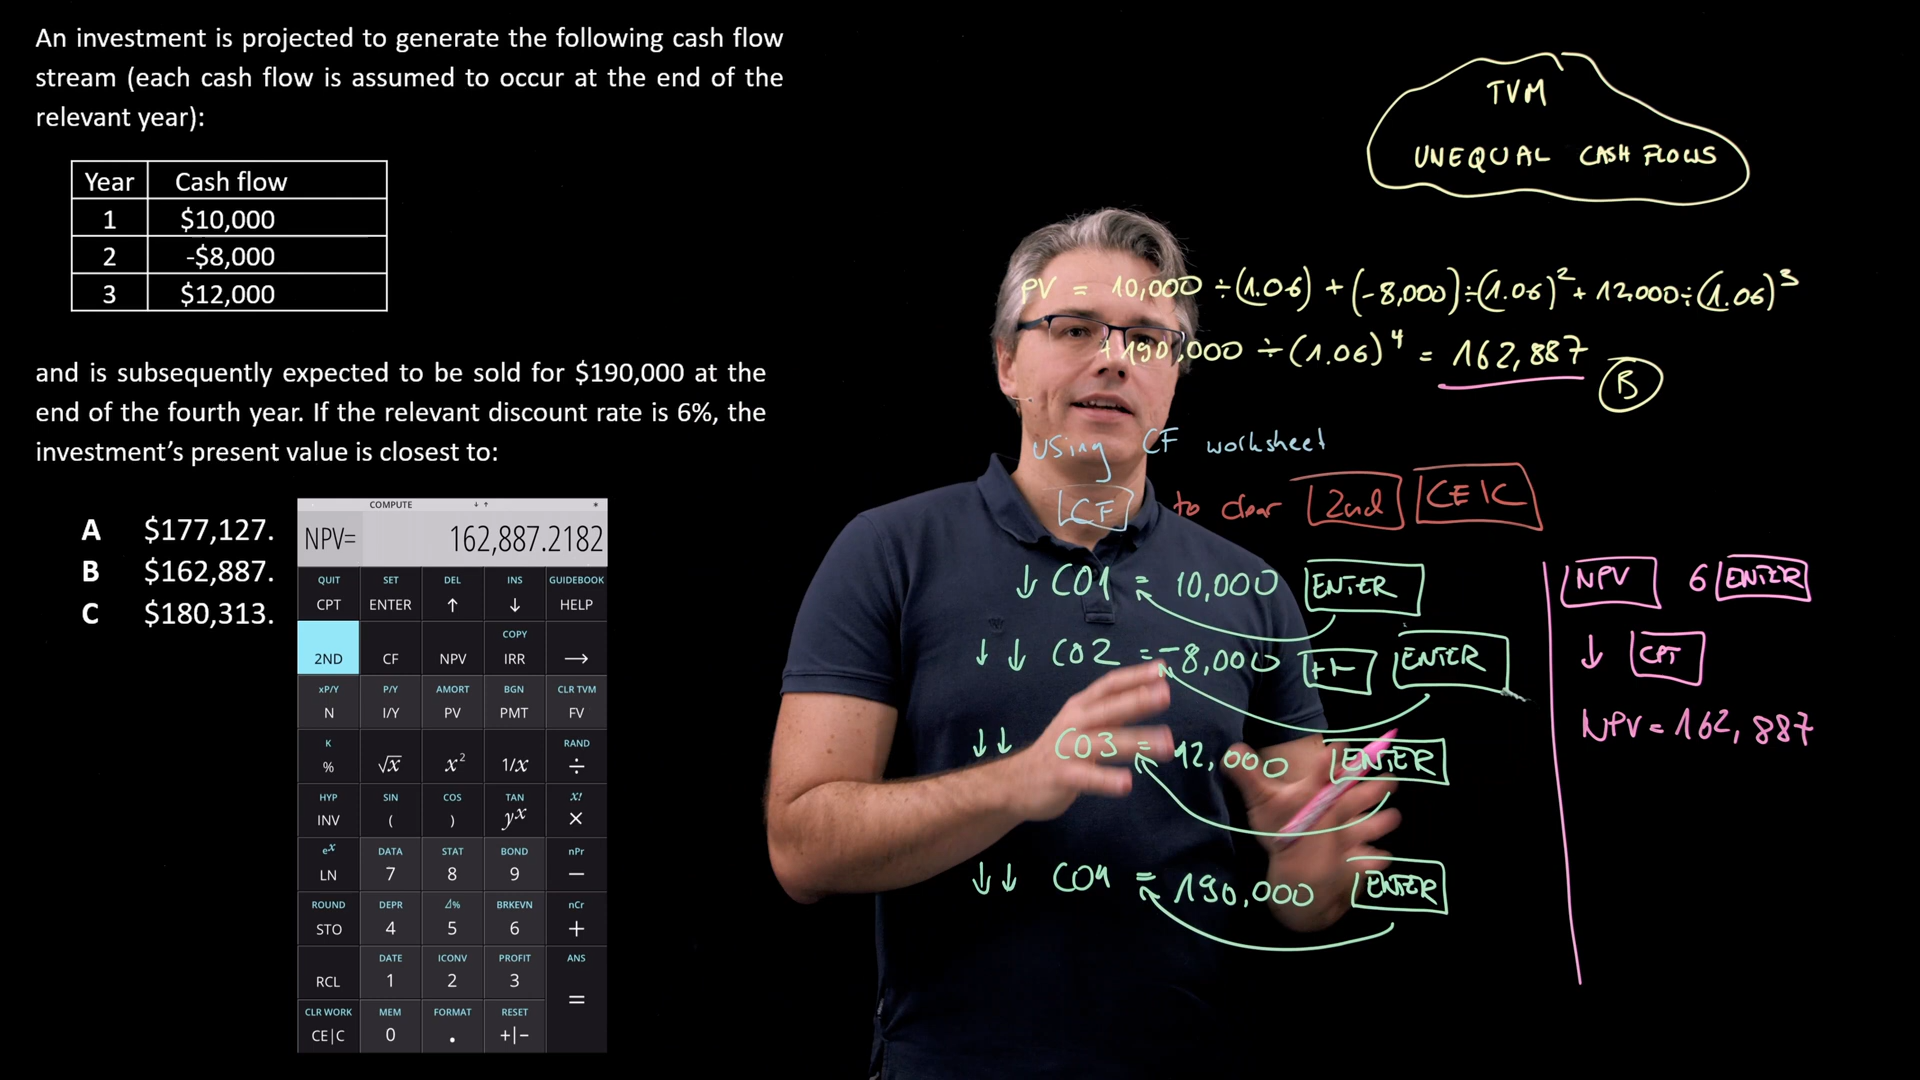 An investment is projected to generate the following cash flow
stream (each cash flow is assumed to occur at the end of the
relevant year):
Year Cash flow
1 $10,000
2 -$8,000
3 $12,000
and is subsequently expected to be sold for $190,000 at the
end of the fourth year. If the relevant discount rate is 6%, the
investment’s present value is closest to:
A $177,127.
B $162,887.
C $180,313.
COMPUTE ↓ ↑ *
NPV= 162,887.2182
QUIT SET DEL INS GUIDEBOOK
CPT ENTER ↑ ↓ HELP
COPY
2ND CF NPV IRR →
xP/Y P/Y AMORT BGN CLR TVM
N I/Y PV PMT FV
K RAND
% √x x² 1/x ÷
HYP SIN COS TAN x!
INV ( ) yˣ ×
eˣ DATA STAT BOND nPr
LN 7 8 9 −
ROUND DEPR ⊿% BRKEVN nCr
STO 4 5 6 +
DATE ICONV PROFIT ANS
RCL 1 2 3 =
CLR WORK MEM FORMAT RESET
CE|C 0 . +|−
TVM
UNEQUAL CASH FLOWS
PV = 10,000 ÷(1.06) + (-8,000)÷(1.06)² + 12,000÷(1.06)³
+190,000 ÷ (1.06)⁴ = 162,887 B
using CF worksheet
CF to clear 2nd CE|C
↓ C01 = 10,000 ENTER
↓↓ C02 = -8,000 +|- ENTER
↓↓ C03 = 12,000 ENTER
↓↓ C04 = 190,000 ENTER
NPV 6 ENTER
↓ CPT
NPV = 162,887